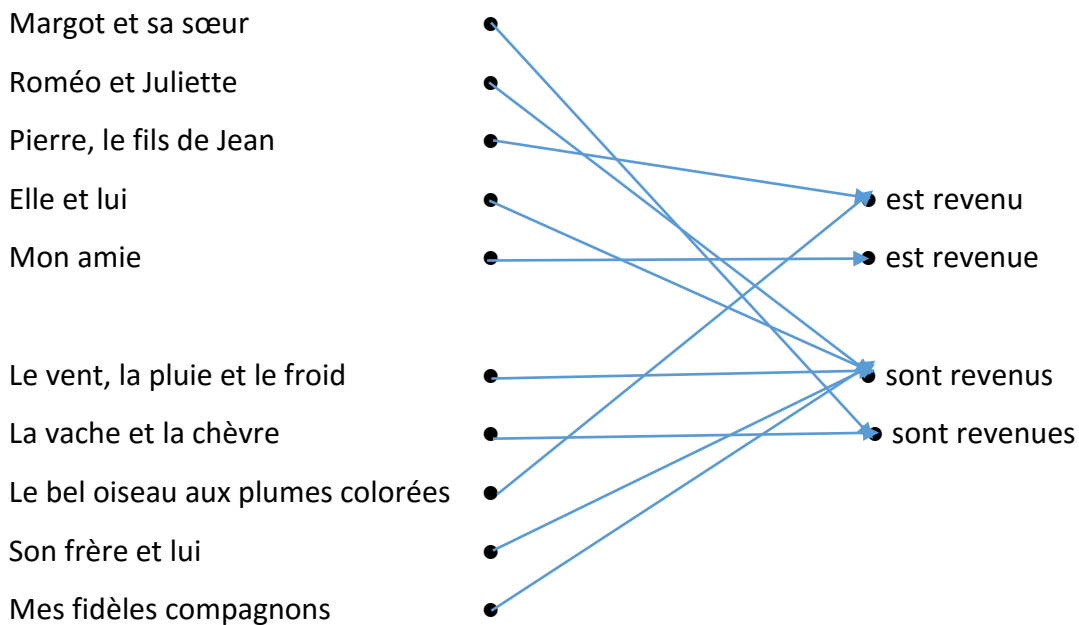 Margot et sa sœur
Roméo et Juliette
Pierre, le fils de Jean
Elle et lui
est revenu
Mon amie
est revenue
Le vent, la pluie et le froid
sont revenus
La vache et la chèvre
sont revenues
Le bel oiseau aux plumes colorées
Son frère et lui
Mes fidèles compagnons